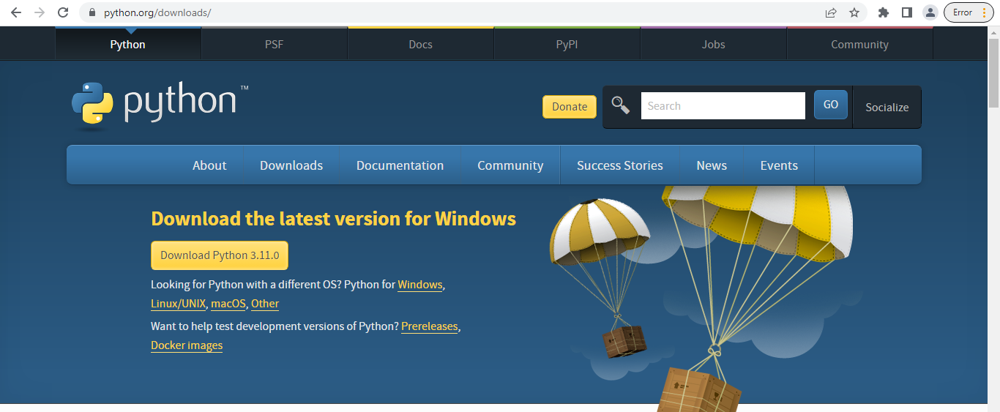 python.org/downloads/
Error
Python PSF Docs PyPI Jobs Community
python™
Donate Search GO Socialize
About Downloads Documentation Community Success Stories News Events
Download the latest version for Windows
Download Python 3.11.0
Looking for Python with a different OS? Python for Windows,
Linux/UNIX, macOS, Other
Want to help test development versions of Python? Prereleases,
Docker images